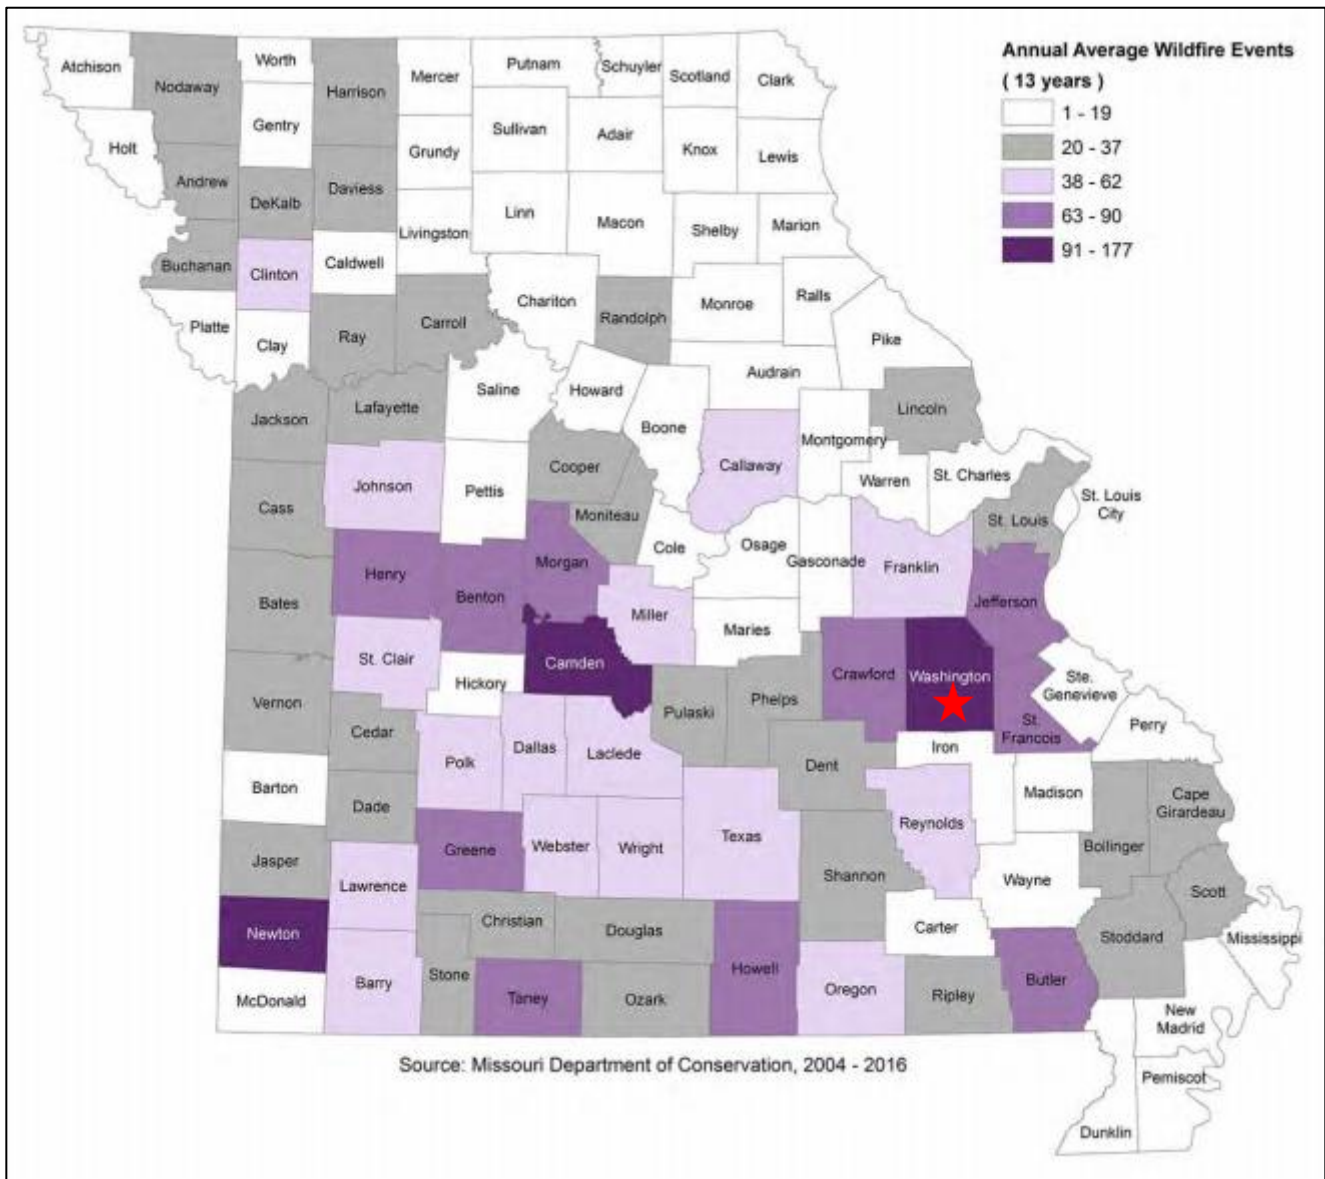 Annual Average Wildfire Events
( 13 years )
1 - 19
20 - 37
38 - 62
63 - 90
91 - 177
Atchison
Nodaway
Worth
Harrison
Mercer
Putnam
Schuyler
Scotland
Clark
Holt
Gentry
Grundy
Sullivan
Adair
Knox
Lewis
Andrew
DeKalb
Daviess
Livingston
Linn
Macon
Shelby
Marion
Buchanan
Clinton
Caldwell
Chariton
Randolph
Monroe
Ralls
Platte
Clay
Ray
Carroll
Pike
Audrain
Saline
Howard
Jackson
Lafayette
Boone
Lincoln
Callaway
Montgomery
Warren
St. Charles
Cass
Johnson
Pettis
Cooper
Moniteau
St. Louis
City
St. Louis
Cole
Osage
Gasconade
Franklin
Bates
Henry
Benton
Morgan
Jefferson
Miller
Maries
St. Clair
Hickory
Camden
Crawford
Washington
Ste.
Genevieve
Vernon
Cedar
Pulaski
Phelps
St.
Francois
Perry
Polk
Dallas
Laclede
Dent
Iron
Barton
Dade
Madison
Cape
Girardeau
Jasper
Greene
Webster
Wright
Texas
Reynolds
Bollinger
Lawrence
Shannon
Wayne
Scott
Newton
Christian
Douglas
Carter
Stoddard
Mississippi
McDonald
Barry
Stone
Taney
Ozark
Howell
Oregon
Ripley
Butler
New
Madrid
Pemiscot
Dunklin
Source: Missouri Department of Conservation, 2004 - 2016